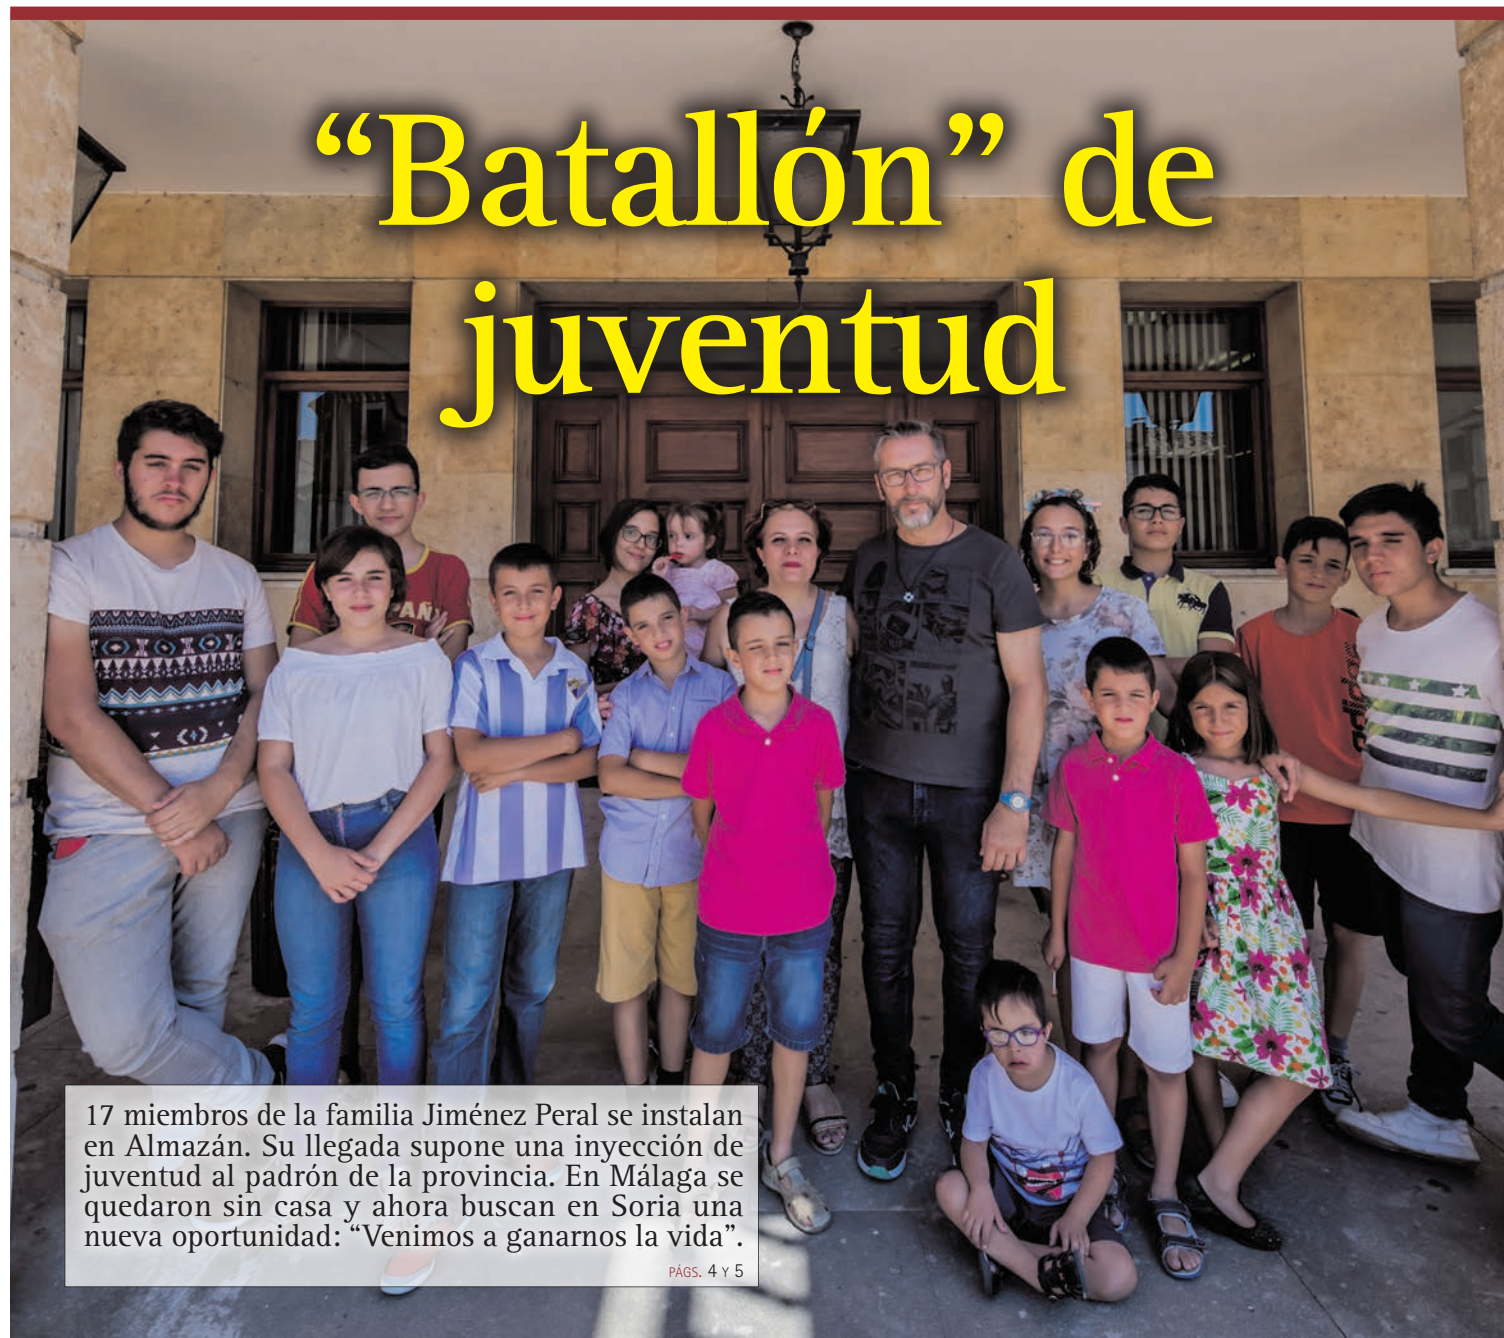 “Batallón” de
juventud
17 miembros de la familia Jiménez Peral se instalan
en Almazán. Su llegada supone una inyección de
juventud al padrón de la provincia. En Málaga se
quedaron sin casa y ahora buscan en Soria una
nueva oportunidad: “Venimos a ganarnos la vida”.
PÁGS. 4 Y 5